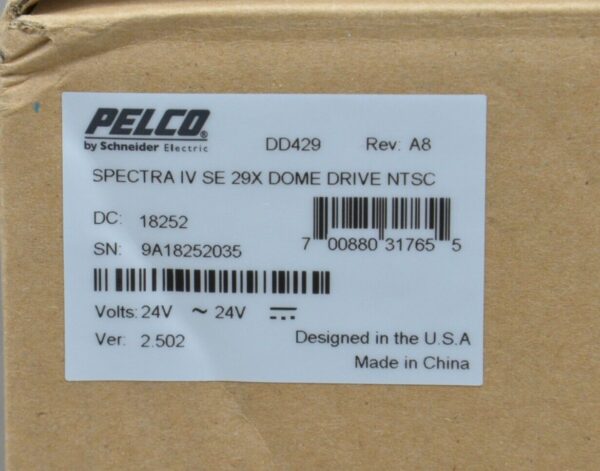 PELCO®
by Schneider Electric
DD429 Rev: A8
SPECTRA IV SE 29X DOME DRIVE NTSC
DC: 18252
SN: 9A18252035
7 00880 31765 5
Volts: 24V ~ 24V ⎓
Ver: 2.502
Designed in the U.S.A
Made in China